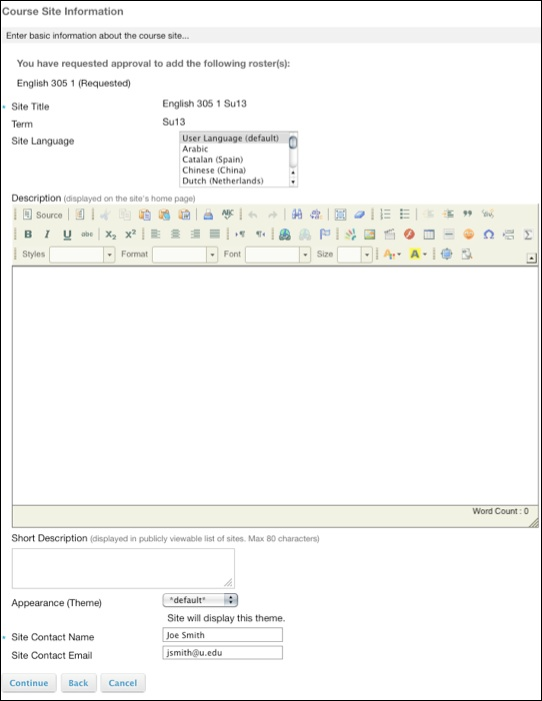 Course Site Information
Enter basic information about the course site...
You have requested approval to add the following roster(s):
English 305 1 (Requested)
Site Title English 305 1 Su13
Term Su13
Site Language User Language (default)
Arabic
Catalan (Spain)
Chinese (China)
Dutch (Netherlands)
Description (displayed on the site's home page)
Source ABC
B I U abc X₂ X² Ω Σ
Styles Format Font Size A A
Word Count : 0
Short Description (displayed in publicly viewable list of sites. Max 80 characters)
Appearance (Theme) *default*
Site will display this theme.
Site Contact Name Joe Smith
Site Contact Email jsmith@u.edu
Continue Back Cancel